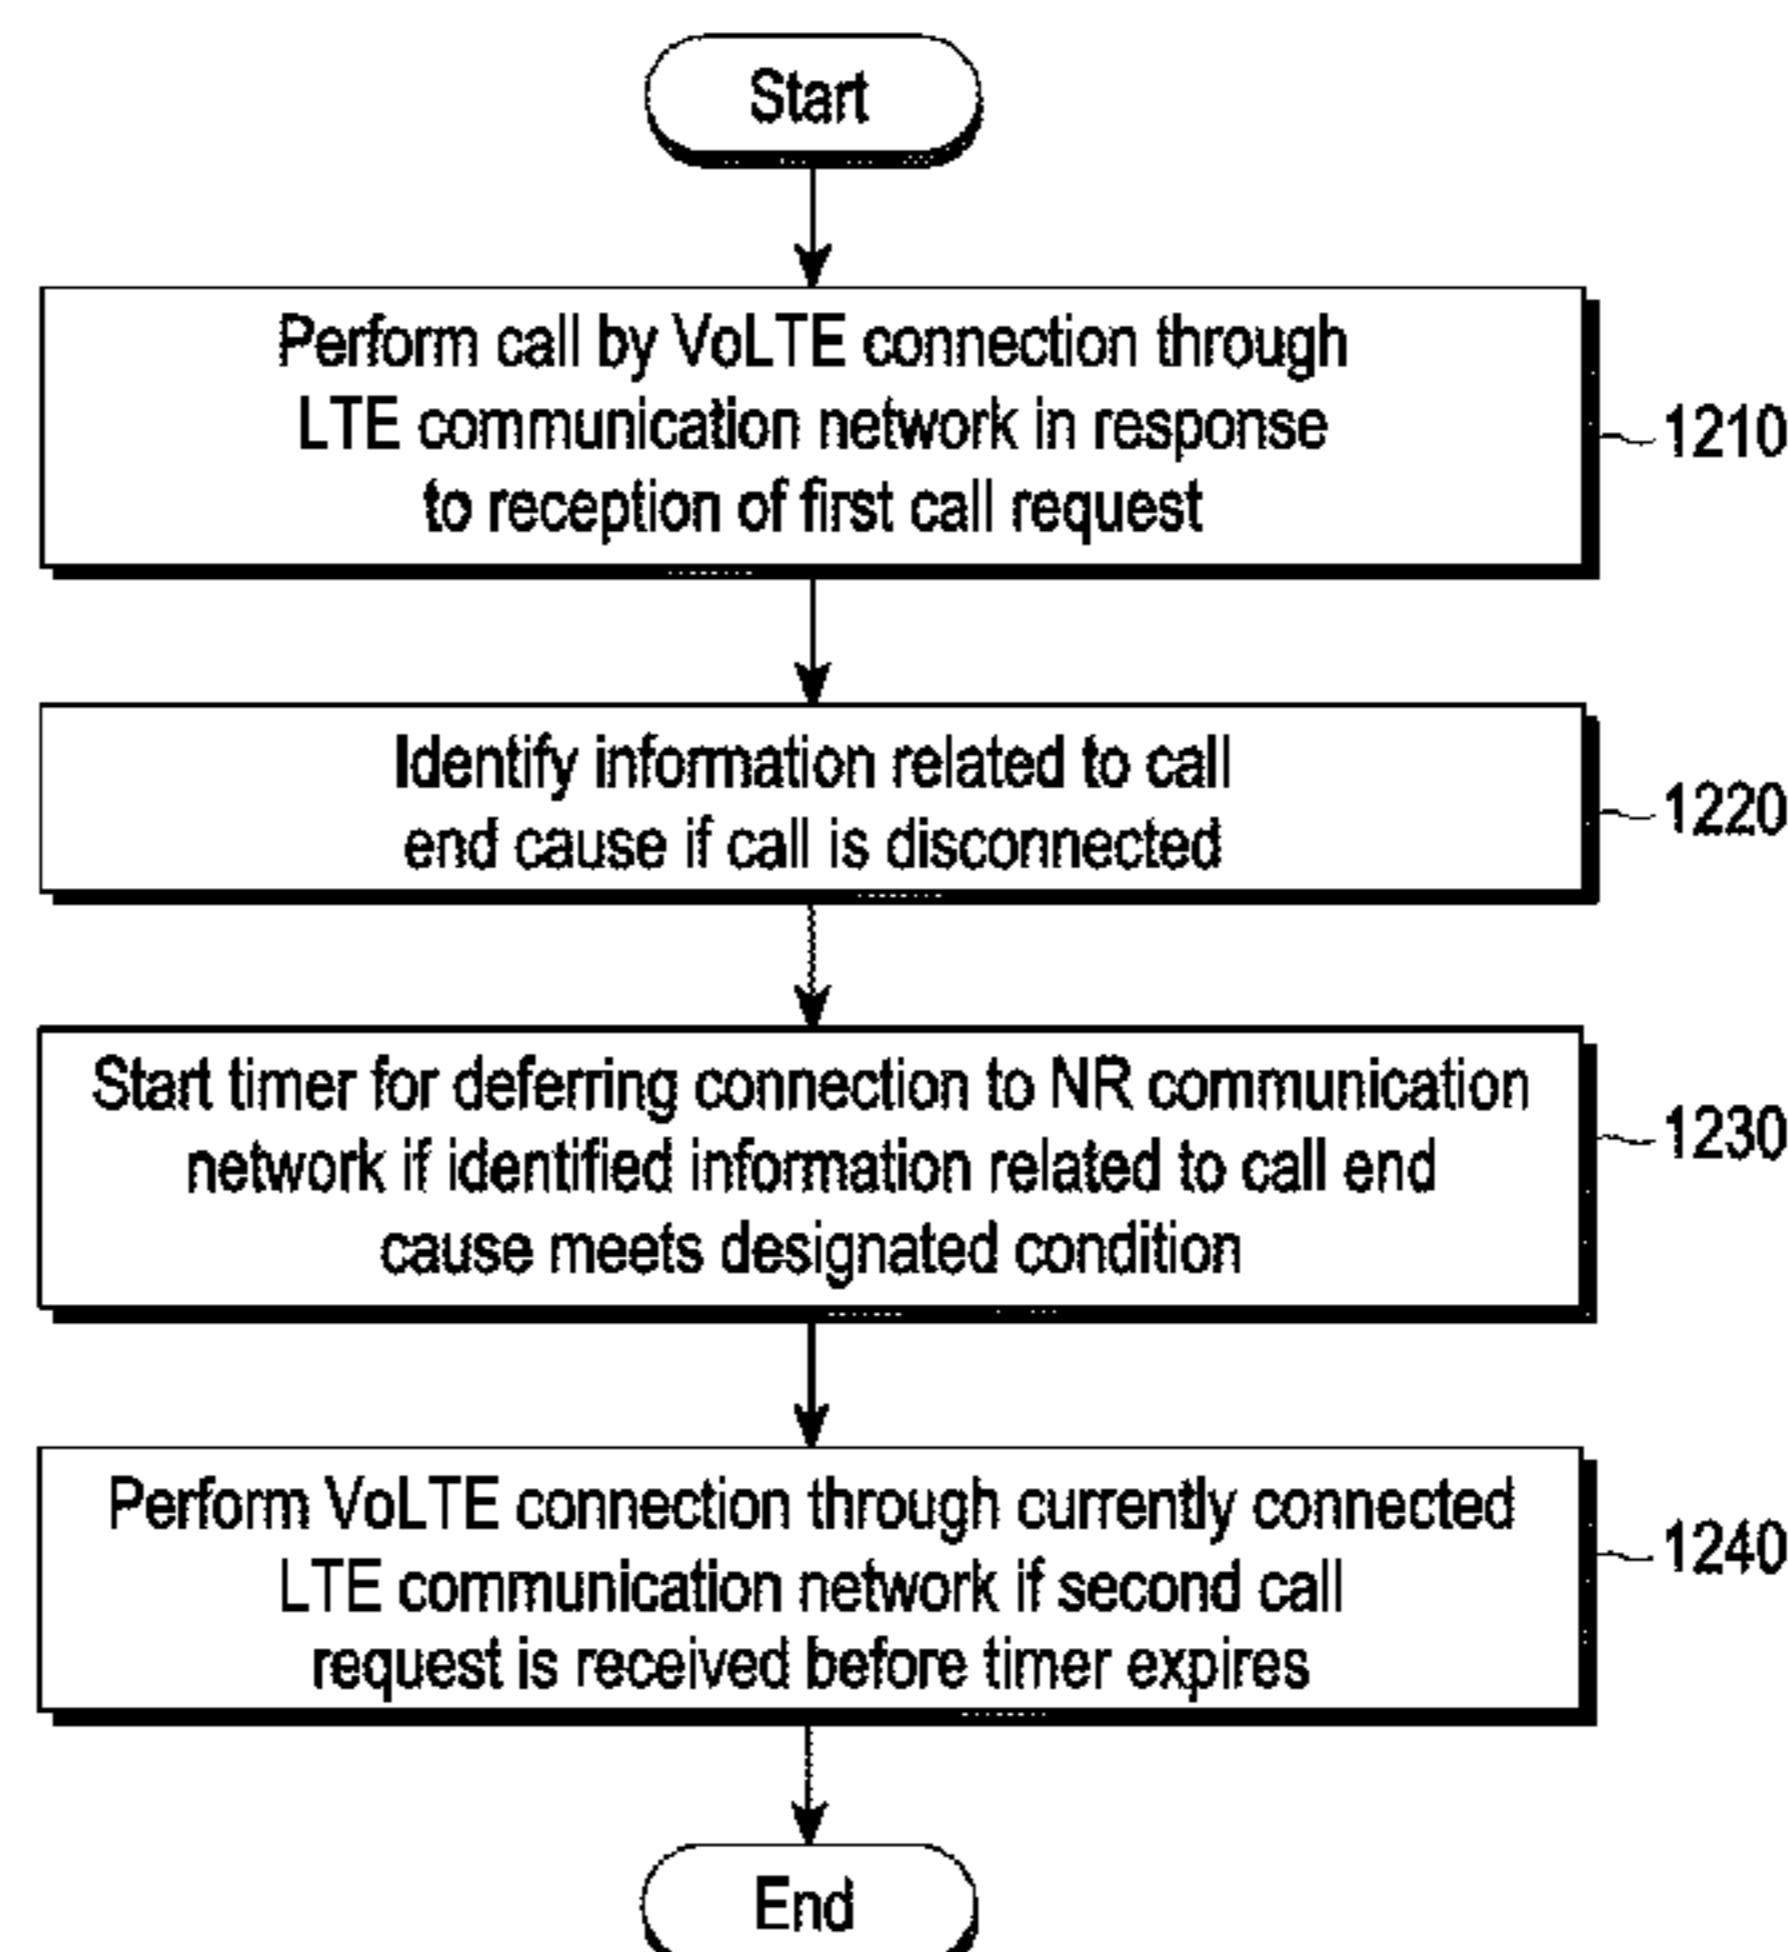 Start
Perform call by VoLTE connection through
LTE communication network in response
to reception of first call request
1210
Identify information related to call
end cause if call is disconnected
1220
Start timer for deferring connection to NR communication
network if identified information related to call end
cause meets designated condition
1230
Perform VoLTE connection through currently connected
LTE communication network if second call
request is received before timer expires
1240
End